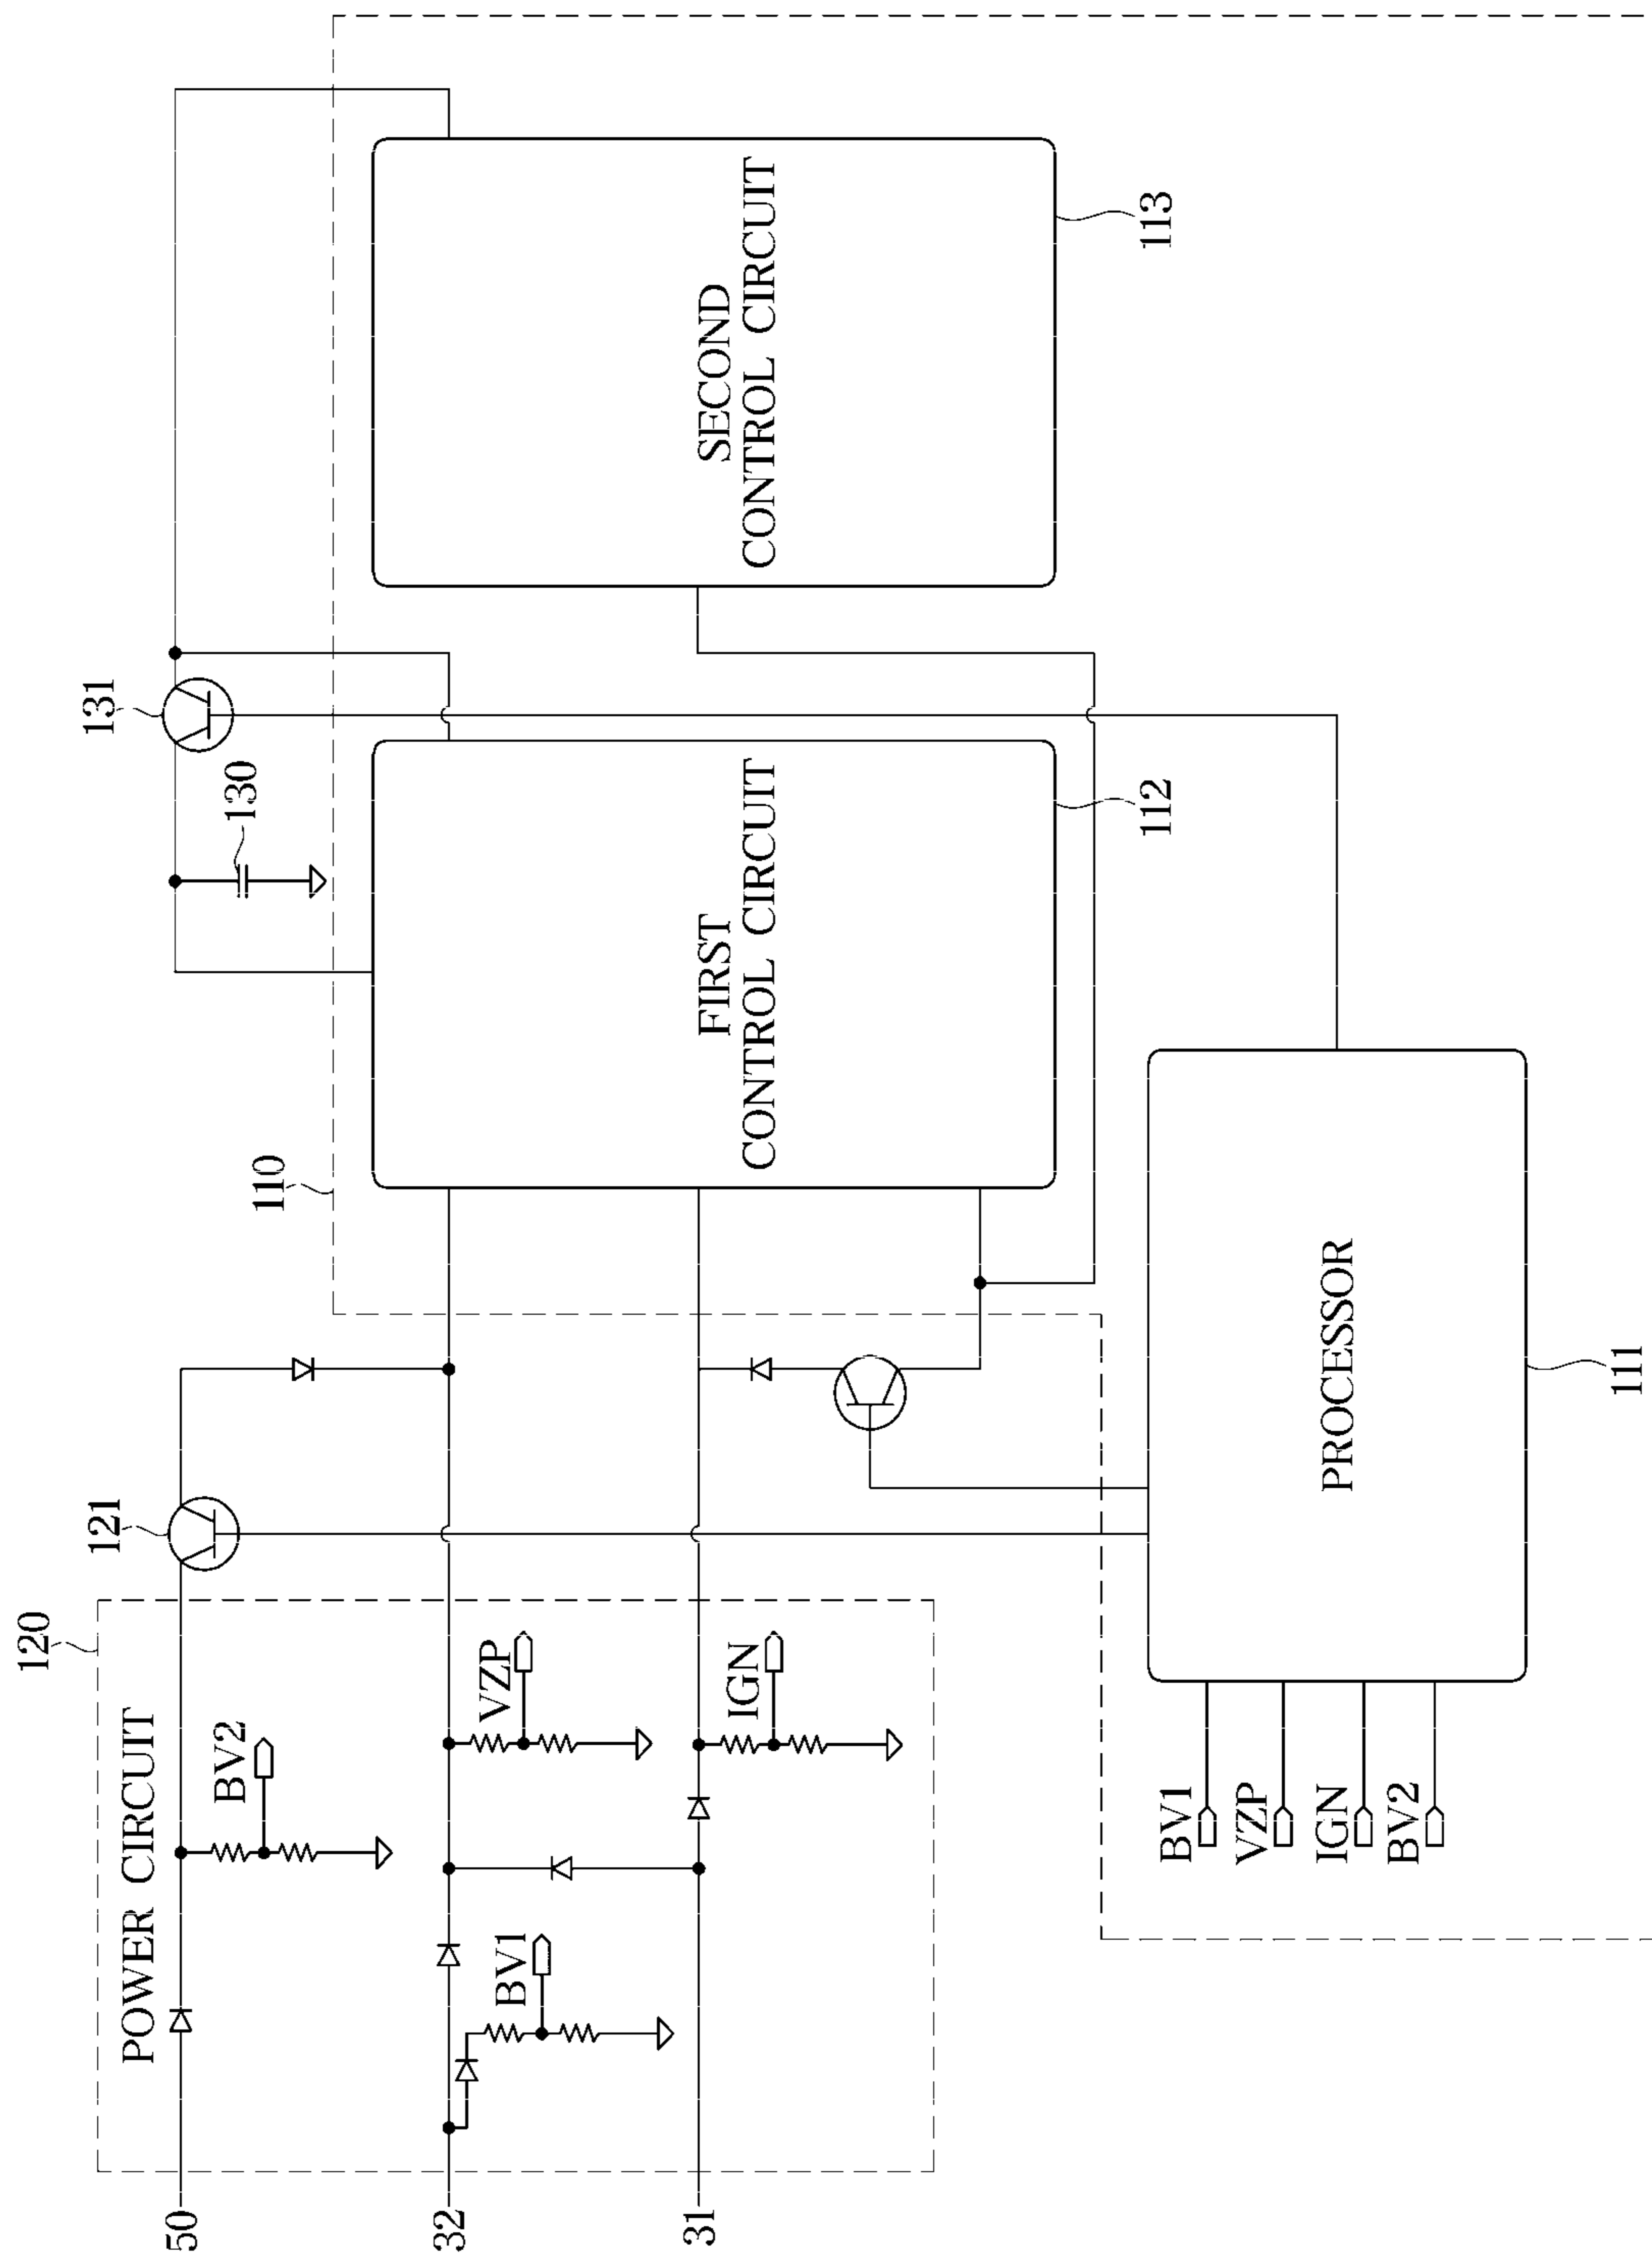 120
POWER CIRCUIT
121
110
130
131
50
BV2
32
BV1
VZP
31
IGN
FIRST
CONTROL CIRCUIT
112
SECOND
CONTROL CIRCUIT
113
BV1
VZP
IGN
BV2
PROCESSOR
111